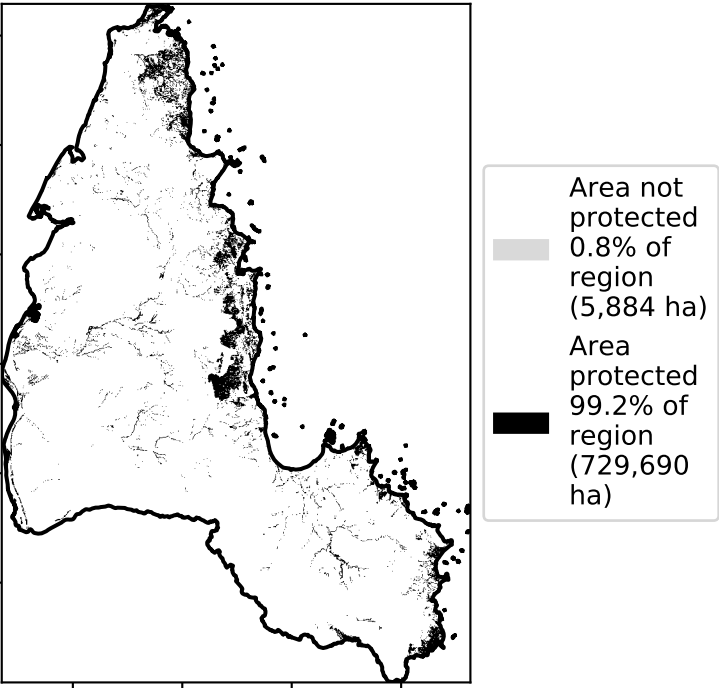 Area not
protected
0.8% of
region
(5,884 ha)
Area
protected
99.2% of
region
(729,690
ha)